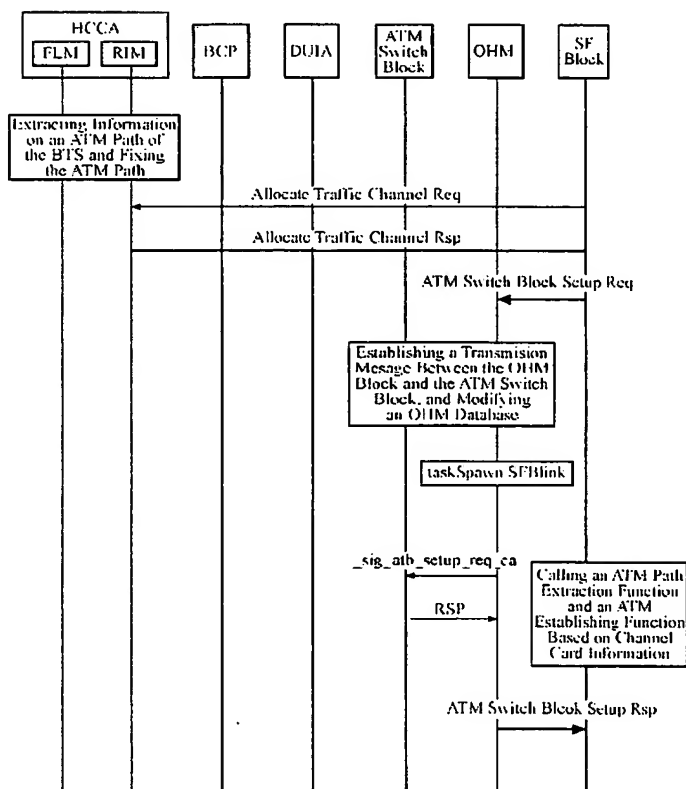 HCCA
FLM
RIM
BCP
DUIA
ATM
Switch
Block
OHM
SF
Block
Extracting Information
on an ATM Path of
the BTS and Fixing
the ATM Path
Allocate Traffic Channel Req
Allocate Traffic Channel Rsp
ATM Switch Block Setup Req
Establishing a Transmision
Message Between the OHM
Block and the ATM Switch
Block, and Modifying
an OHM Database
taskSpawn SFBlink
_sig_atb_setup_req_ca
RSP
Calling an ATM Path
Extraction Function
and an ATM
Establishing Function
Based on Channel
Card Information
ATM Switch Bleok Setup Rsp